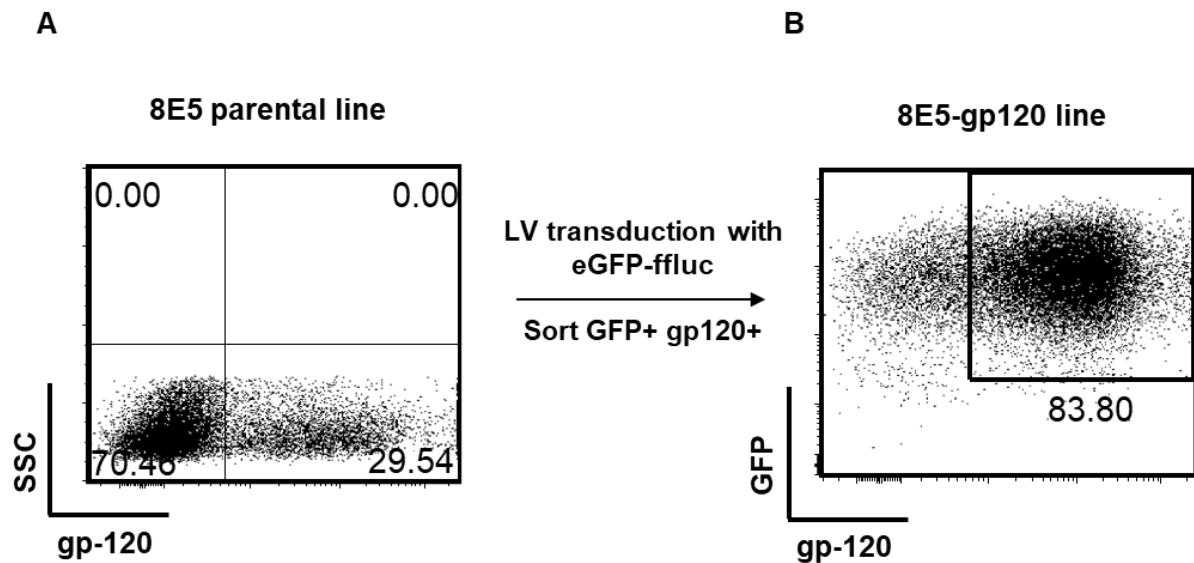 A
8E5 parental line
0.00 0.00
70.46 29.54
SSC
gp-120
LV transduction with
eGFP-ffluc
Sort GFP+ gp120+
B
8E5-gp120 line
83.80
GFP
gp-120